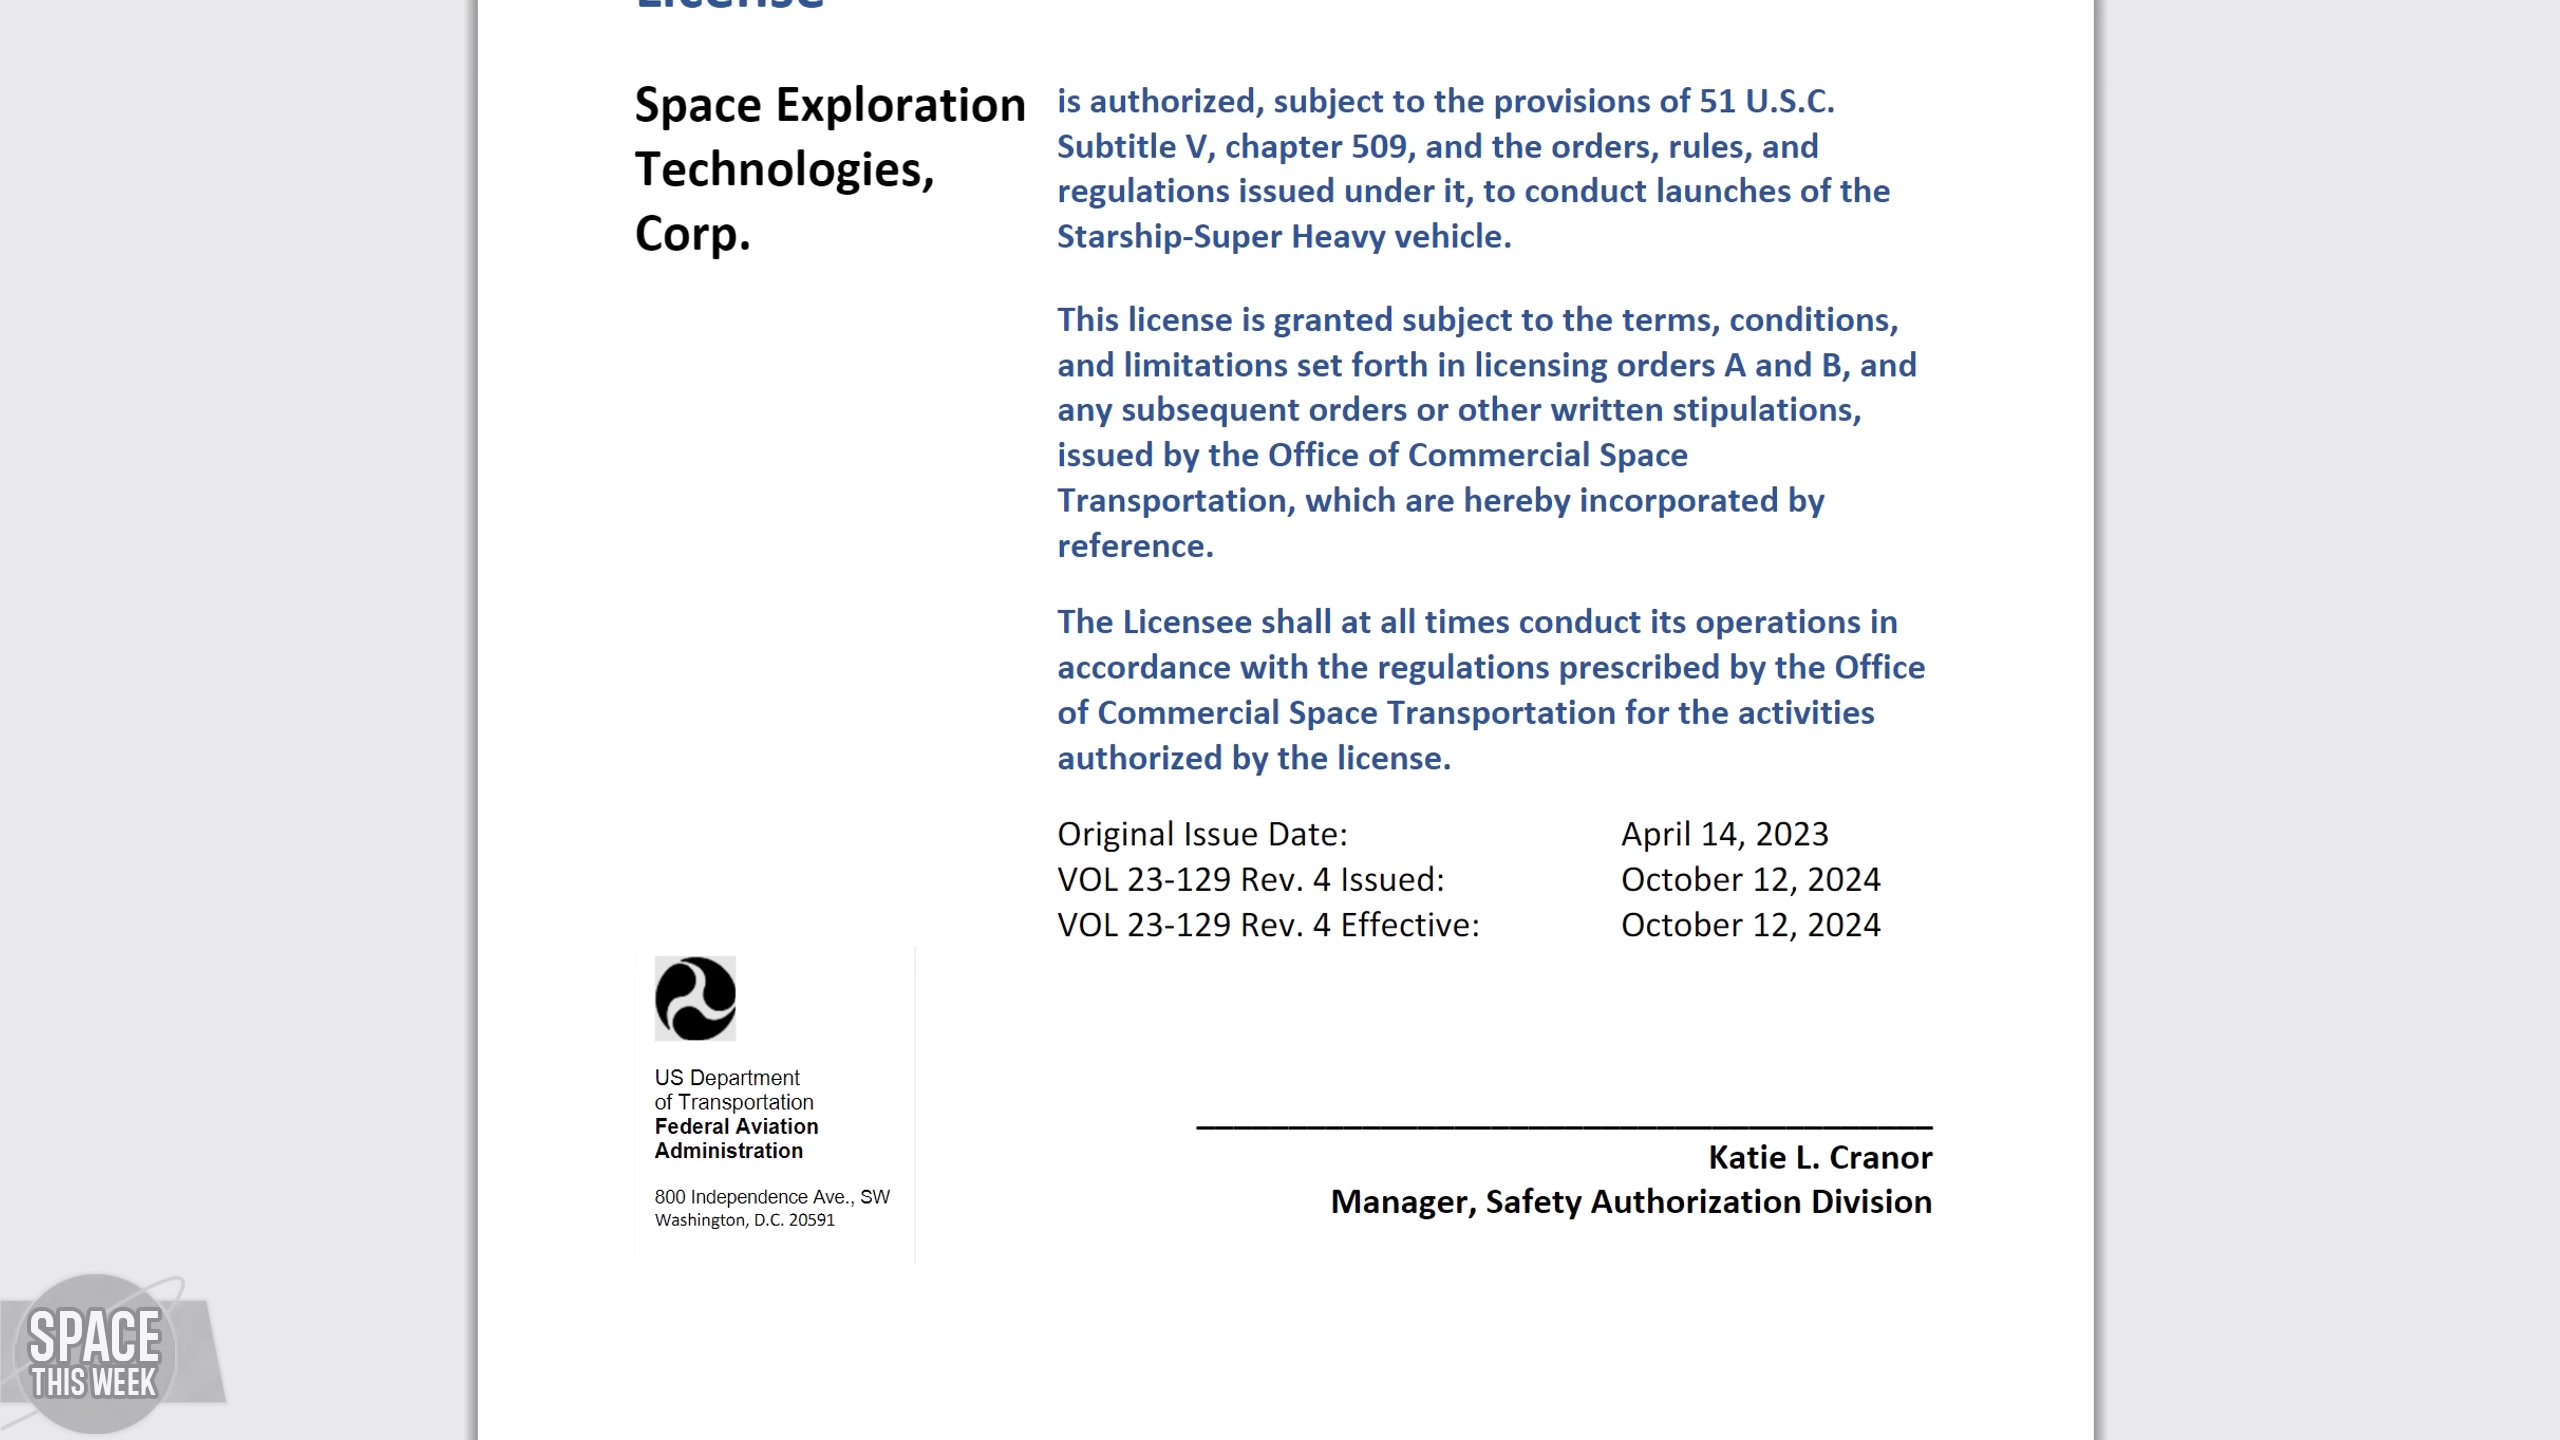 License
Space Exploration
Technologies,
Corp.
is authorized, subject to the provisions of 51 U.S.C.
Subtitle V, chapter 509, and the orders, rules, and
regulations issued under it, to conduct launches of the
Starship-Super Heavy vehicle.
This license is granted subject to the terms, conditions,
and limitations set forth in licensing orders A and B, and
any subsequent orders or other written stipulations,
issued by the Office of Commercial Space
Transportation, which are hereby incorporated by
reference.
The Licensee shall at all times conduct its operations in
accordance with the regulations prescribed by the Office
of Commercial Space Transportation for the activities
authorized by the license.
Original Issue Date: April 14, 2023
VOL 23-129 Rev. 4 Issued: October 12, 2024
VOL 23-129 Rev. 4 Effective: October 12, 2024
US Department
of Transportation
Federal Aviation
Administration
800 Independence Ave., SW
Washington, D.C. 20591
Katie L. Cranor
Manager, Safety Authorization Division
SPACE
THIS WEEK